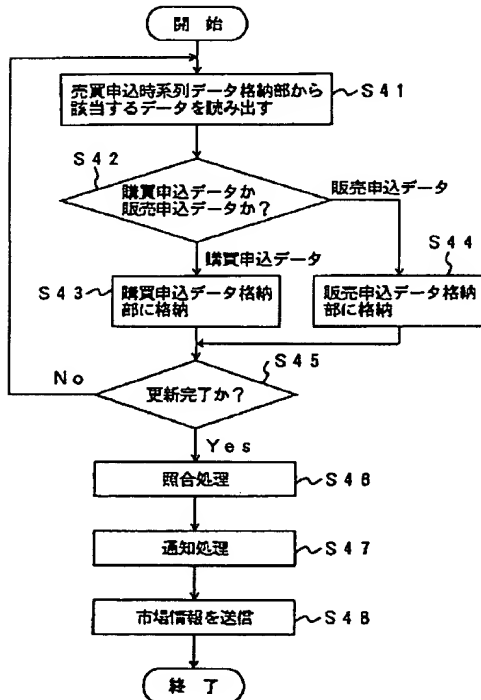 開 始
売買申込時系列データ格納部から
該当するデータを読み出す
S41
S42
購買申込データか
販売申込データか？
販売申込データ
購買申込データ
S44
S43
購買申込データ格納
部に格納
販売申込データ格納
部に格納
S45
No
更新完了か？
Yes
照合処理
S46
通知処理
S47
市場情報を送信
S48
終 了